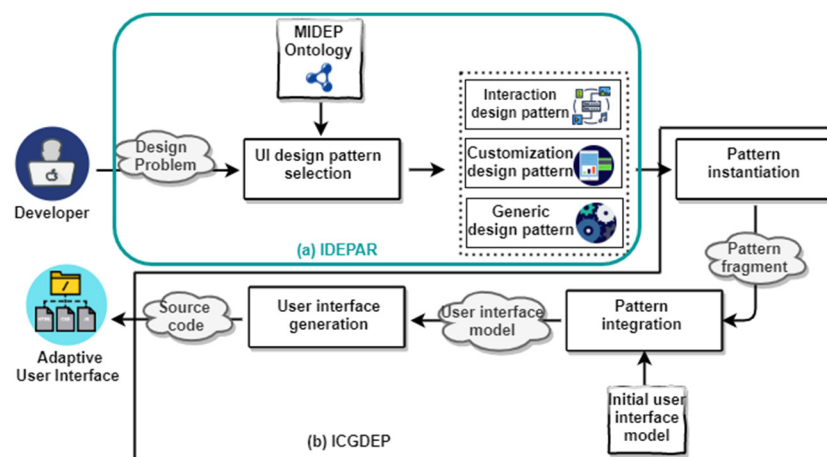 MIDEP
Ontology
Interaction
design pattern
Design
Problem
UI design pattern
selection
Customization
design pattern
Pattern
instantiation
Developer
Generic
design pattern
(a) IDEPAR
Pattern
fragment
Source
code
User interface
generation
User interface
model
Pattern
integration
Adaptive
User Interface
Initial user
interface
model
(b) ICGDEP